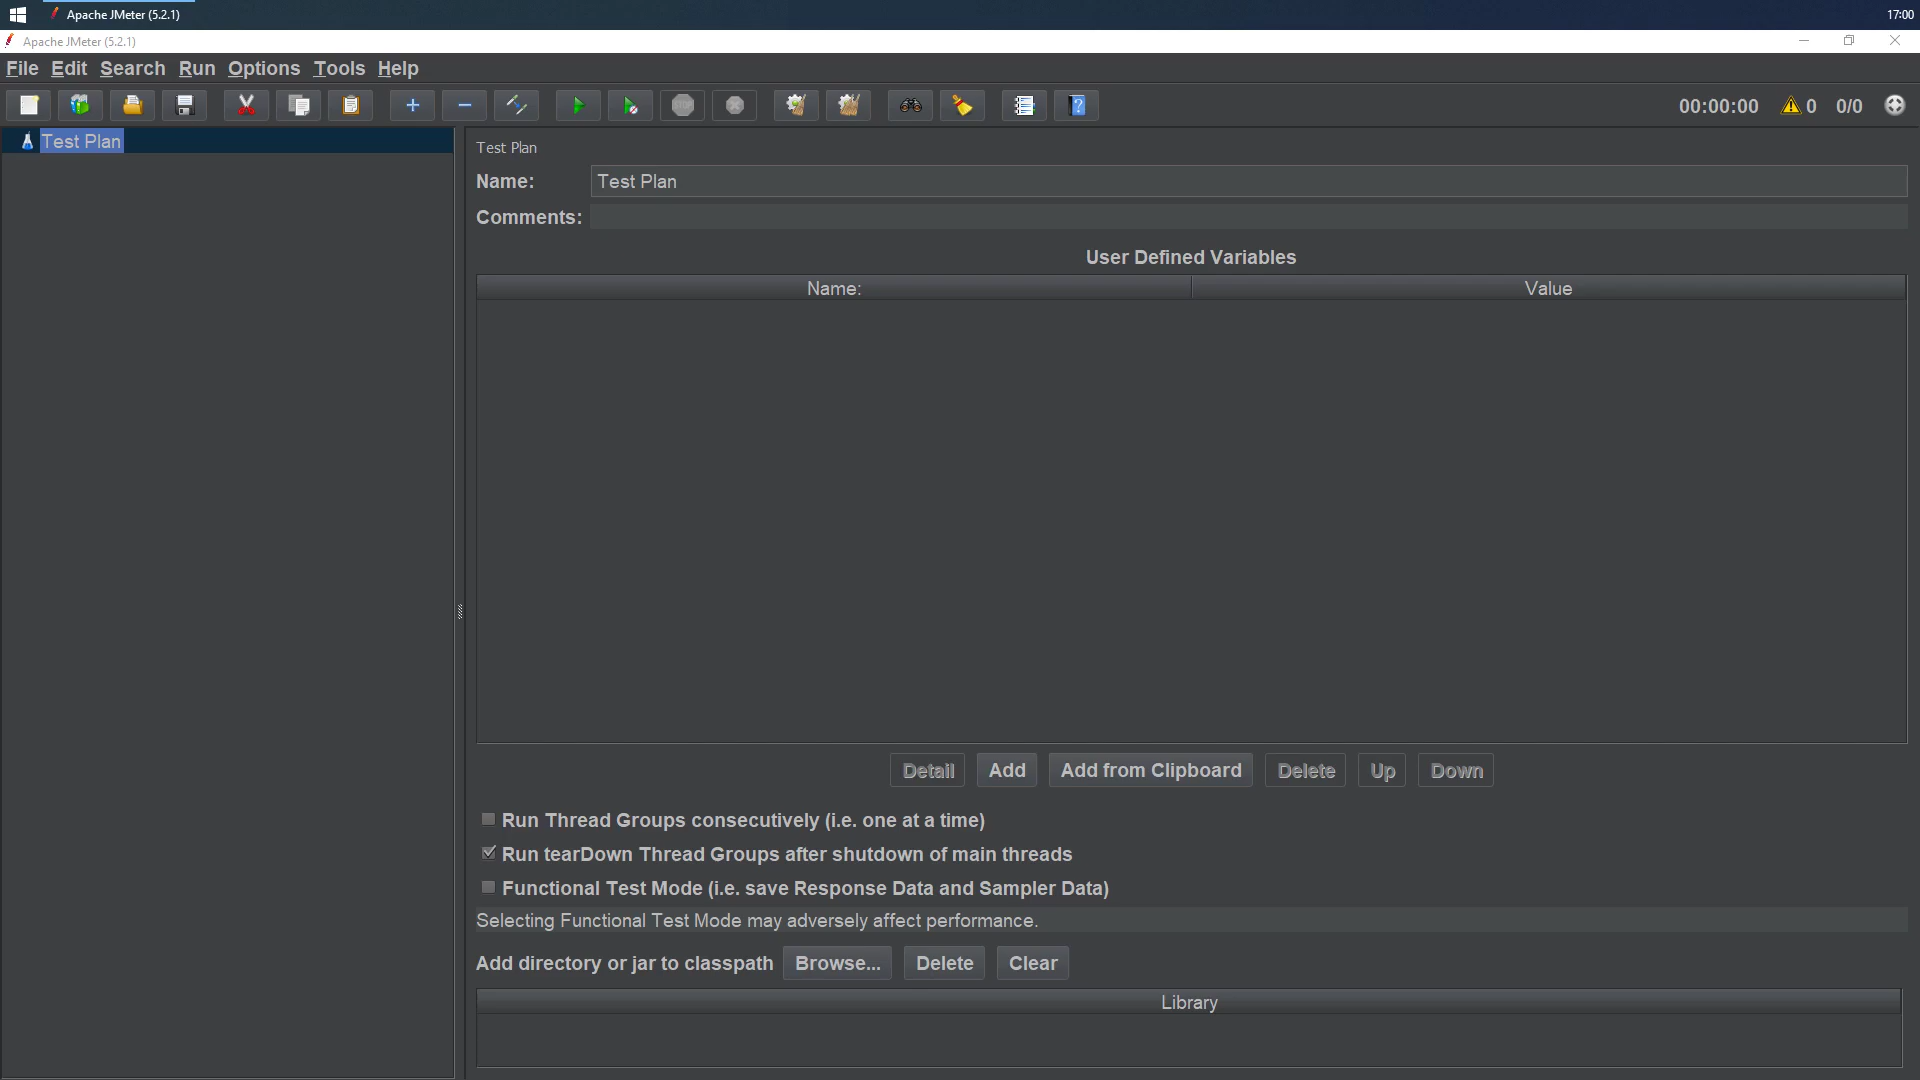 Apache JMeter (5.2.1)
17:00
Apache JMeter (5.2.1)
File Edit Search Run Options Tools Help
STOP
00:00:00 0 0/0
Test Plan
Test Plan
Name: Test Plan
Comments:
User Defined Variables
Name: Value
Detail Add Add from Clipboard Delete Up Down
Run Thread Groups consecutively (i.e. one at a time)
Run tearDown Thread Groups after shutdown of main threads
Functional Test Mode (i.e. save Response Data and Sampler Data)
Selecting Functional Test Mode may adversely affect performance.
Add directory or jar to classpath Browse... Delete Clear
Library